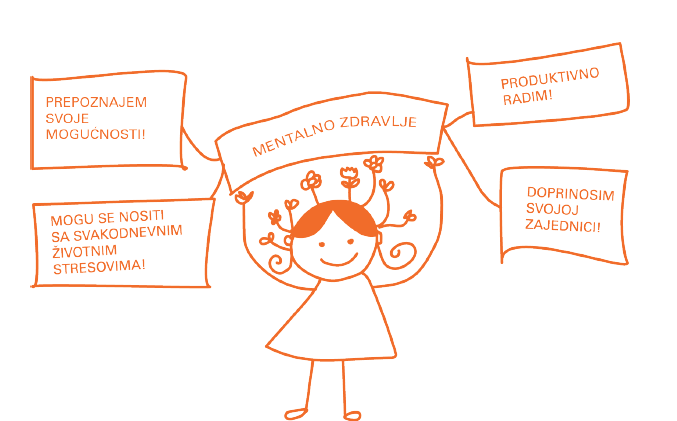 MENTALNO ZDRAVLJE
PREPOZNAJEM
SVOJE
MOGUĆNOSTI!
MOGU SE NOSITI
SA SVAKODNEVNIM
ŽIVOTNIM
STRESOVIMA!
PRODUKTIVNO
RADIM!
DOPRINOSIM
SVOJOJ
ZAJEDNICI!